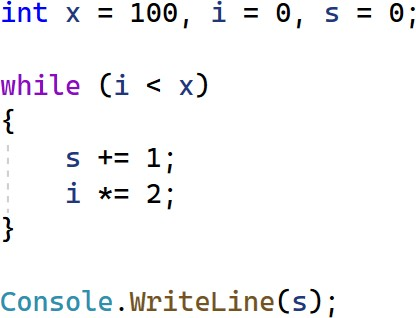 int x = 100, i = 0, s = 0;
while (i < x)
{
    s += 1;
    i *= 2;
}
Console.WriteLine(s);